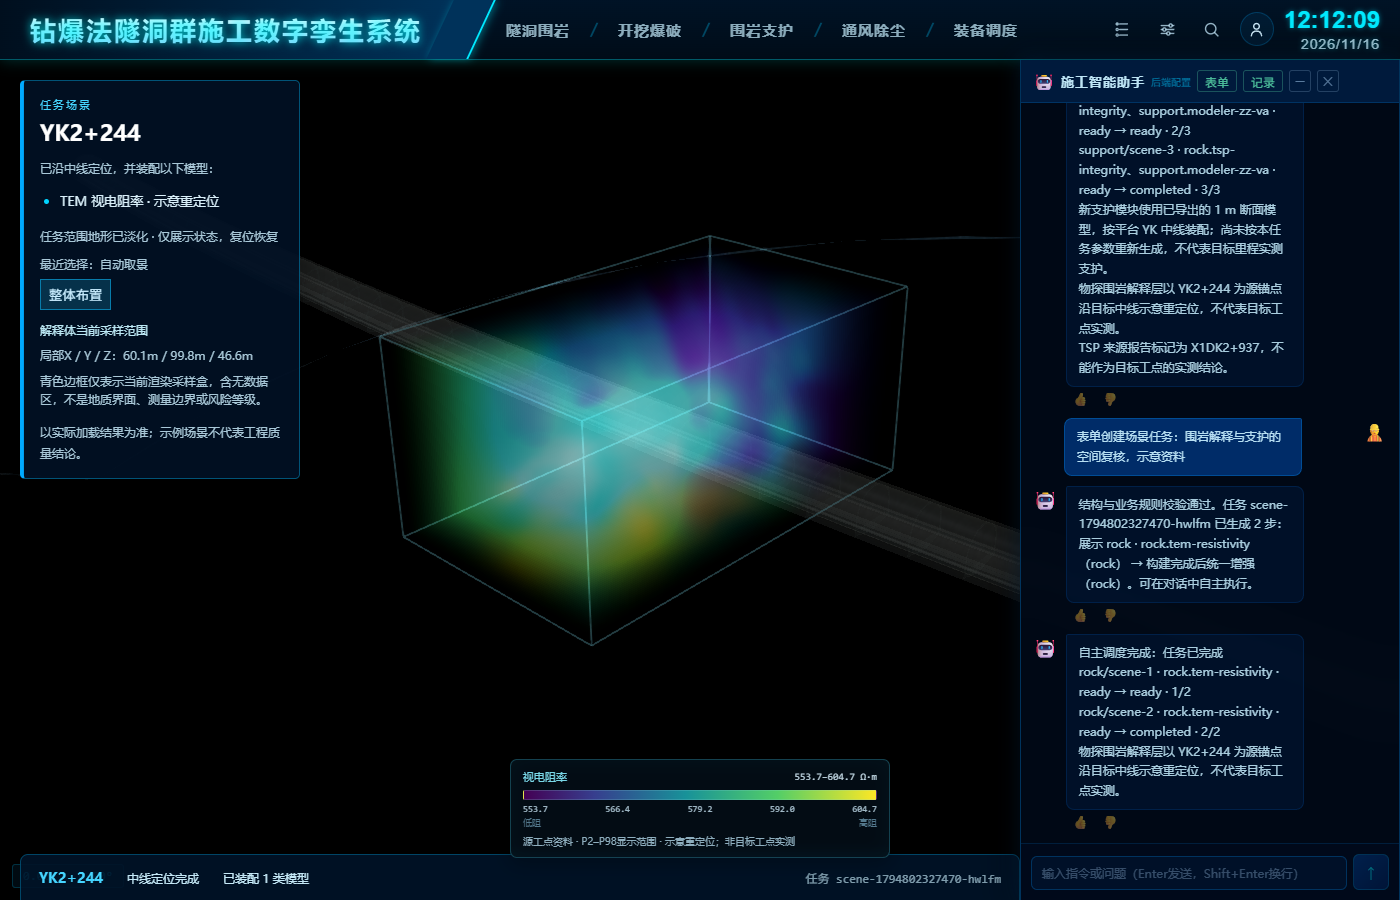 钻爆法隧洞群施工数字孪生系统
隧洞围岩 / 开挖爆破 / 围岩支护 / 通风除尘 / 装备调度
12:12:09
2026/11/16
任务场景
YK2+244
已沿中线定位，并装配以下模型：
• TEM 视电阻率 · 示意重定位
任务范围地形已淡化 · 仅展示状态，复位恢复
最近选择：自动取景
整体布置
解释体当前采样范围
局部X / Y / Z：60.1m / 99.8m / 46.6m
青色边框仅表示当前渲染采样盒，含无数据
区，不是地质界面、测量边界或风险等级。
以实际加载结果为准；示例场景不代表工程质
量结论。
施工智能助手 后端配置 表单 记录
integrity、support.modeler-zz-va ·
ready → ready · 2/3
support/scene-3 · rock.tsp-
integrity、support.modeler-zz-va ·
ready → completed · 3/3
新支护模块使用已导出的 1 m 断面模
型，按平台 YK 中线装配；尚未按本任
务参数重新生成，不代表目标里程实测
支护。
物探围岩解释层以 YK2+244 为源锚点
沿目标中线示意重定位，不代表目标工
点实测。
TSP 来源报告标记为 X1DK2+937，不
能作为目标工点的实测结论。
表单创建场景任务：围岩解释与支护的
空间复核，示意资料
结构与业务规则校验通过。任务 scene-
1794802327470-hwlfm 已生成 2 步：
展示 rock · rock.tem-resistivity
（rock） → 构建完成后统一增强
（rock）。可在对话中自主执行。
自主调度完成：任务已完成
rock/scene-1 · rock.tem-resistivity ·
ready → ready · 1/2
rock/scene-2 · rock.tem-resistivity ·
ready → completed · 2/2
物探围岩解释层以 YK2+244 为源锚点
沿目标中线示意重定位，不代表目标工
点实测。
输入指令或问题（Enter发送，Shift+Enter换行）
视电阻率 553.7–604.7 Ω·m
553.7 566.4 579.2 592.0 604.7
低阻 高阻
源工点资料 · P2–P98显示范围 · 示意重定位；非目标工点实测
YK2+244 中线定位完成 已装配 1 类模型 任务 scene-1794802327470-hwlfm